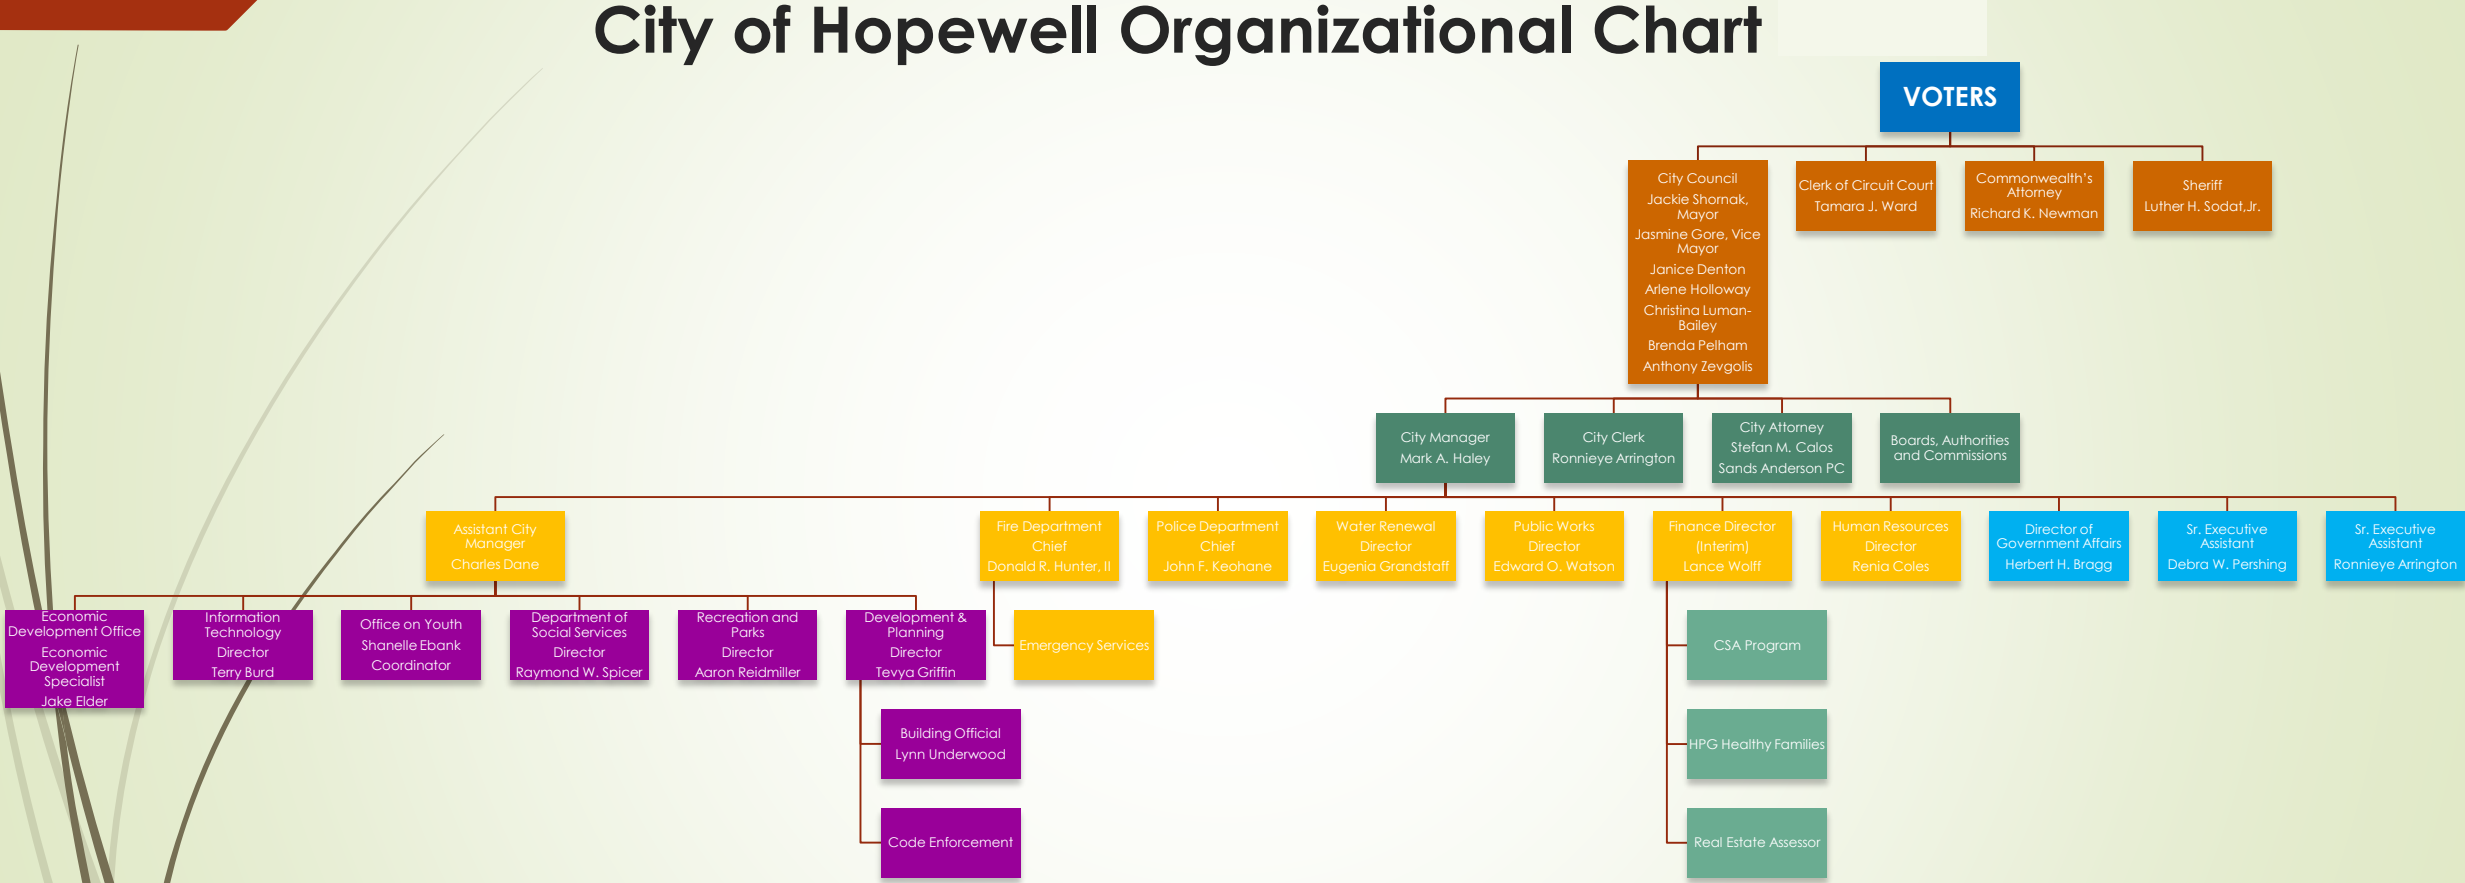 City of Hopewell Organizational Chart
VOTERS
City Council
Jackie Shornak,
Mayor
Jasmine Gore, Vice
Mayor
Janice Denton
Arlene Holloway
Christina Luman-
Bailey
Brenda Pelham
Anthony Zevgolis
Clerk of Circuit Court
Tamara J. Ward
Commonwealth's
Attorney
Richard K. Newman
Sheriff
Luther H. Sodat,Jr.
City Manager
Mark A. Haley
City Clerk
Ronnieye Arrington
City Attorney
Stefan M. Calos
Sands Anderson PC
Boards, Authorities
and Commissions
Assistant City
Manager
Charles Dane
Fire Department
Chief
Donald R. Hunter, II
Police Department
Chief
John F. Keohane
Water Renewal
Director
Eugenia Grandstaff
Public Works
Director
Edward O. Watson
Finance Director
(Interim)
Lance Wolff
Human Resources
Director
Renia Coles
Director of
Government Affairs
Herbert H. Bragg
Sr. Executive
Assistant
Debra W. Pershing
Sr. Executive
Assistant
Ronnieye Arrington
Economic
Development Office
Economic
Development
Specialist
Jake Elder
Information
Technology
Director
Terry Burd
Office on Youth
Shanelle Ebank
Coordinator
Department of
Social Services
Director
Raymond W. Spicer
Recreation and
Parks
Director
Aaron Reidmiller
Development &
Planning
Director
Tevya Griffin
Emergency Services
CSA Program
Building Official
Lynn Underwood
HPG Healthy Families
Code Enforcement
Real Estate Assessor